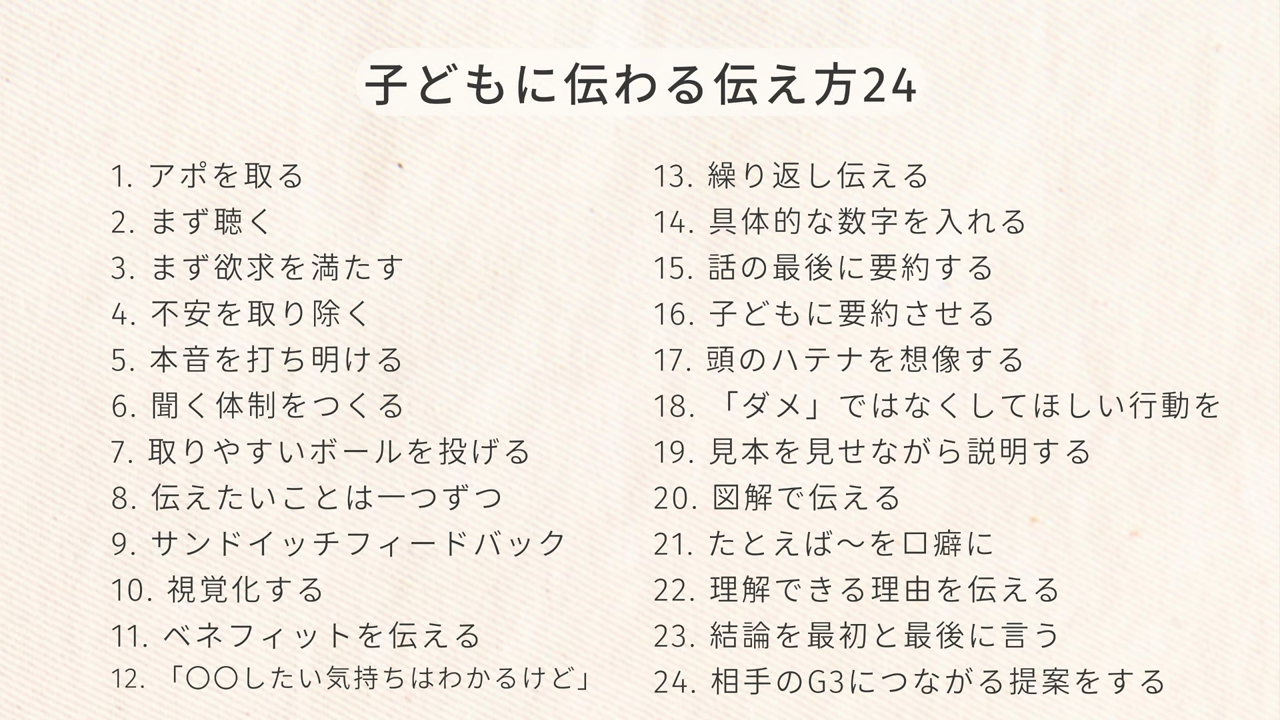 子どもに伝わる伝え方24
1. アポを取る
2. まず聴く
3. まず欲求を満たす
4. 不安を取り除く
5. 本音を打ち明ける
6. 聞く体制をつくる
7. 取りやすいボールを投げる
8. 伝えたいことは一つずつ
9. サンドイッチフィードバック
10. 視覚化する
11. ベネフィットを伝える
12. 「〇〇したい気持ちはわかるけど」
13. 繰り返し伝える
14. 具体的な数字を入れる
15. 話の最後に要約する
16. 子どもに要約させる
17. 頭のハテナを想像する
18. 「ダメ」ではなくしてほしい行動を
19. 見本を見せながら説明する
20. 図解で伝える
21. たとえば〜を口癖に
22. 理解できる理由を伝える
23. 結論を最初と最後に言う
24. 相手のG3につながる提案をする